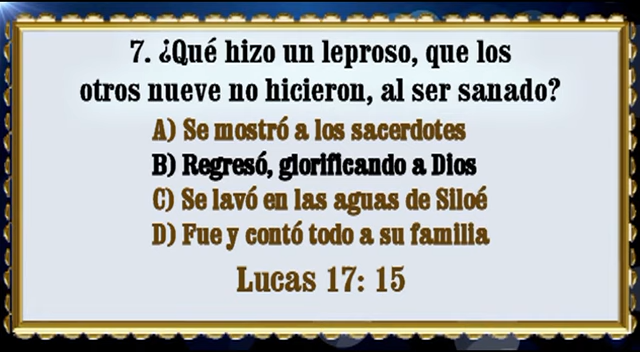 7. ¿Qué hizo un leproso, que los
otros nueve no hicieron, al ser sanado?
A) Se mostró a los sacerdotes
B) Regresó, glorificando a Dios
C) Se lavó en las aguas de Siloé
D) Fue y contó todo a su familia
Lucas 17: 15